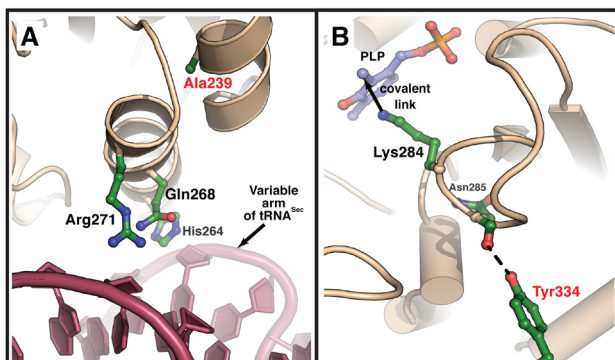 A
Ala239
Gln268
Arg271
His264
Variable
arm
of tRNASec
B
PLP
covalent
link
Lys284
Asn285
Tyr334